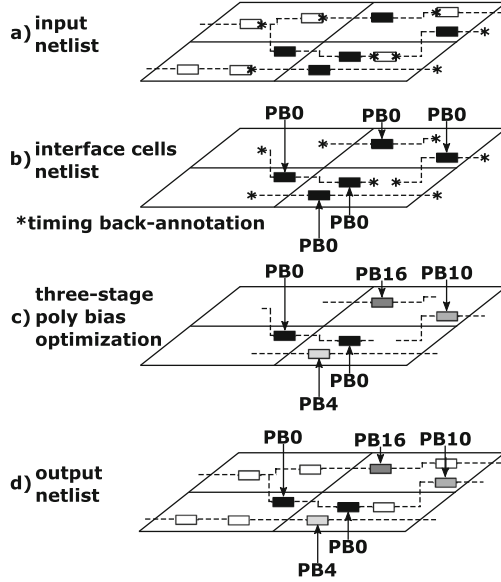 a) input
netlist
PB0
PB0
PB0
b) interface cells
netlist
*timing back-annotation
PB0
PB0
PB0
PB16
PB10
three-stage
c) poly bias
optimization
PB0
PB4
PB0
PB16
PB10
d) output
netlist
PB0
PB4